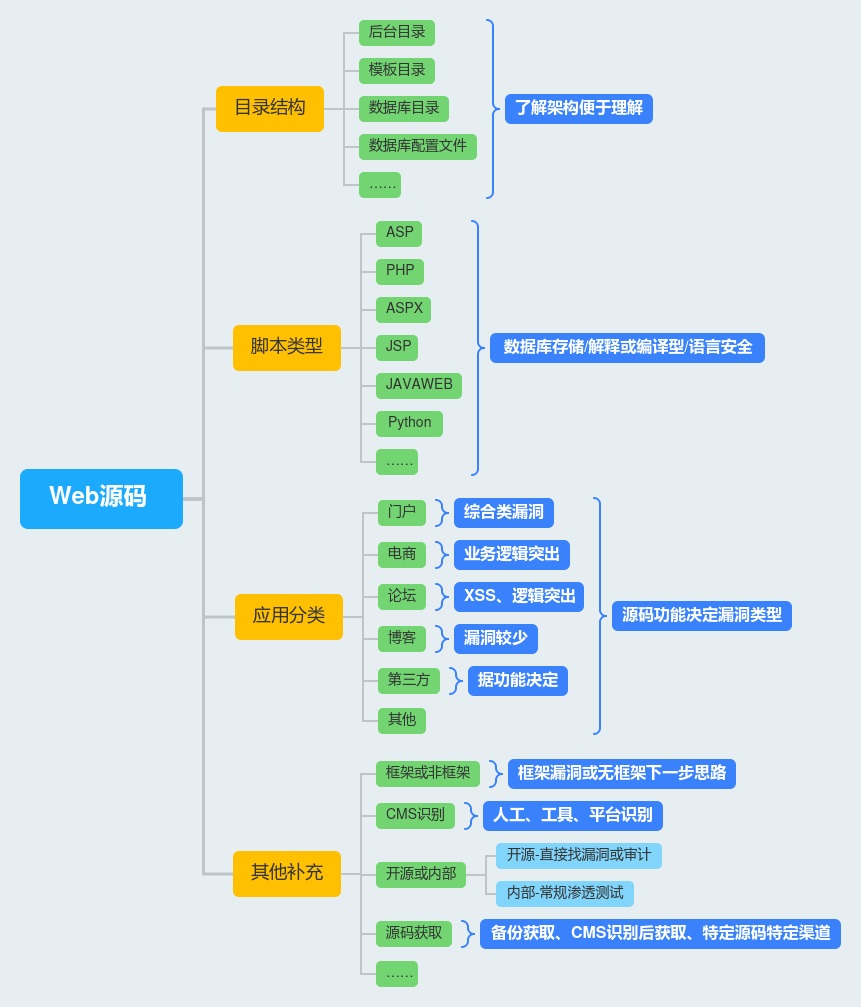 Web源码
目录结构
后台目录
模板目录
数据库目录
数据库配置文件
……
了解架构便于理解
脚本类型
ASP
PHP
ASPX
JSP
JAVAWEB
Python
……
数据库存储/解释或编译型/语言安全
应用分类
门户
综合类漏洞
电商
业务逻辑突出
论坛
XSS、逻辑突出
博客
漏洞较少
第三方
据功能决定
其他
源码功能决定漏洞类型
其他补充
框架或非框架
框架漏洞或无框架下一步思路
CMS识别
人工、工具、平台识别
开源或内部
开源-直接找漏洞或审计
内部-常规渗透测试
源码获取
备份获取、CMS识别后获取、特定源码特定渠道
……